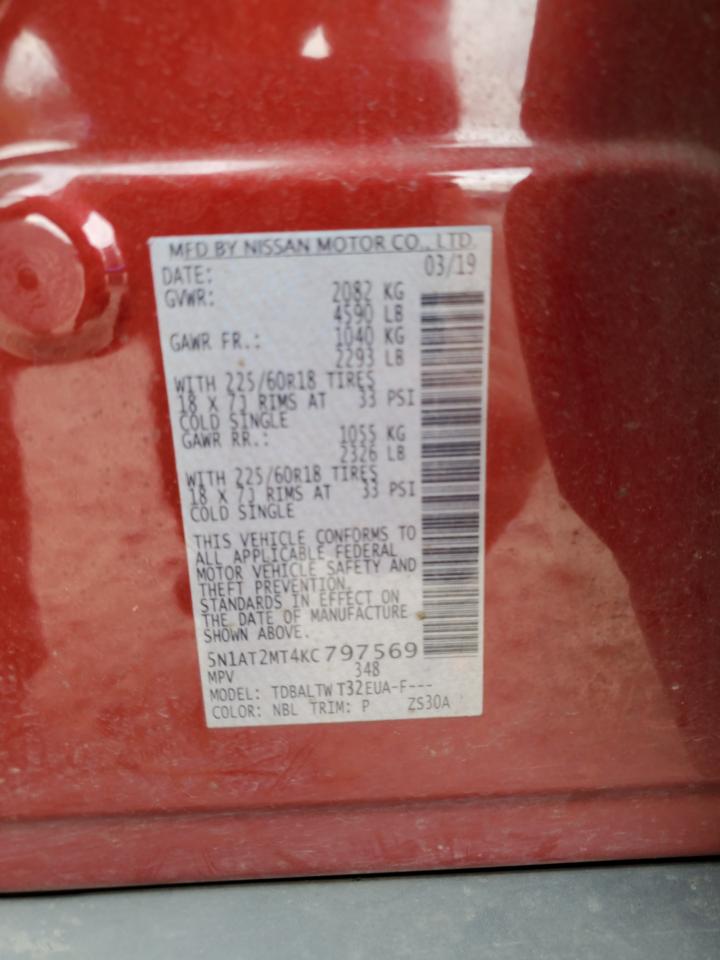 MFD BY NISSAN MOTOR CO., LTD.
DATE: 03/19
GVWR: 2082 KG
4590 LB
GAWR FR.: 1040 KG
2293 LB
WITH 225/60R18 TIRES
18 X 7J RIMS AT 33 PSI
COLD SINGLE
GAWR RR.: 1055 KG
2326 LB
WITH 225/60R18 TIRES
18 X 7J RIMS AT 33 PSI
COLD SINGLE
THIS VEHICLE CONFORMS TO
ALL APPLICABLE FEDERAL
MOTOR VEHICLE SAFETY AND
THEFT PREVENTION
STANDARDS IN EFFECT ON
THE DATE OF MANUFACTURE
SHOWN ABOVE.
5N1AT2MT4KC797569
MPV 348
MODEL: TDBALTW T32EUA-F---
COLOR: NBL TRIM: P ZS30A